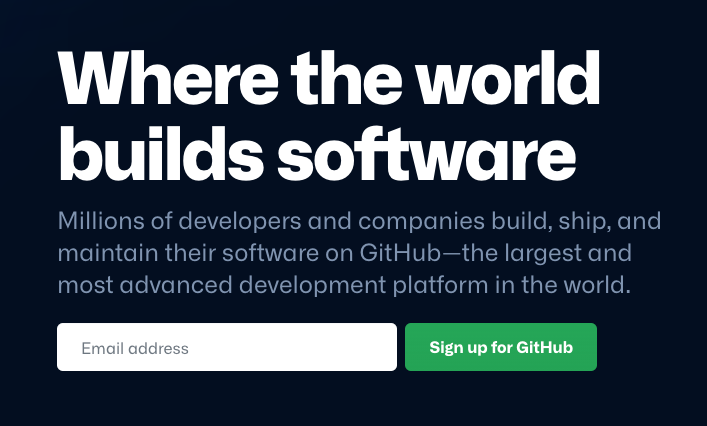 Where the world
builds software
Millions of developers and companies build, ship, and
maintain their software on GitHub—the largest and
most advanced development platform in the world.
Email address
Sign up for GitHub